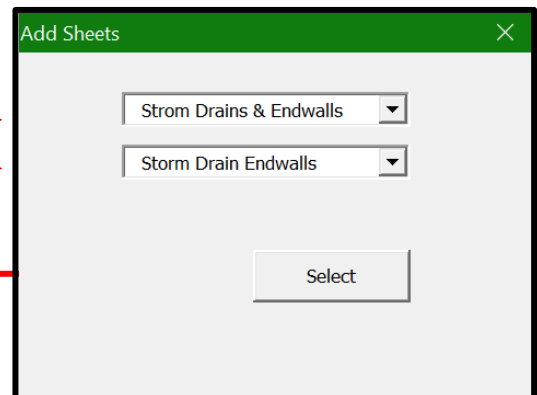 Add Sheets
Strom Drains & Endwalls
Storm Drain Endwalls
Select